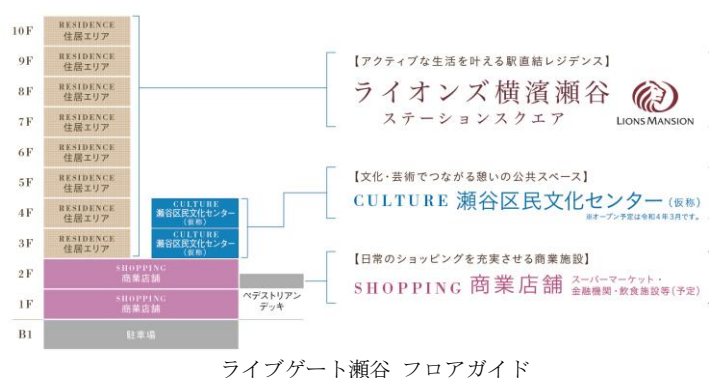 10F
RESIDENCE
住居エリア
9F
RESIDENCE
住居エリア
8F
RESIDENCE
住居エリア
7F
RESIDENCE
住居エリア
6F
RESIDENCE
住居エリア
5F
RESIDENCE
住居エリア
4F
RESIDENCE
住居エリア
CULTURE
瀬谷区民文化センター
(仮称)
3F
RESIDENCE
住居エリア
CULTURE
瀬谷区民文化センター
(仮称)
2F
SHOPPING
商業店舗
1F
SHOPPING
商業店舗
ペデストリアン
デッキ
B1
駐車場
【アクティブな生活を叶える駅直結レジデンス】
ライオンズ横濱瀬谷
ステーションスクエア
LIONS MANSION
【文化・芸術でつながる憩いの公共スペース】
CULTURE 瀬谷区民文化センター(仮称)
※オープン予定は令和4年3月です。
【日常のショッピングを充実させる商業施設】
SHOPPING 商業店舗 スーパーマーケット・
金融機関・飲食施設等(予定)
ライブゲート瀬谷 フロアガイド